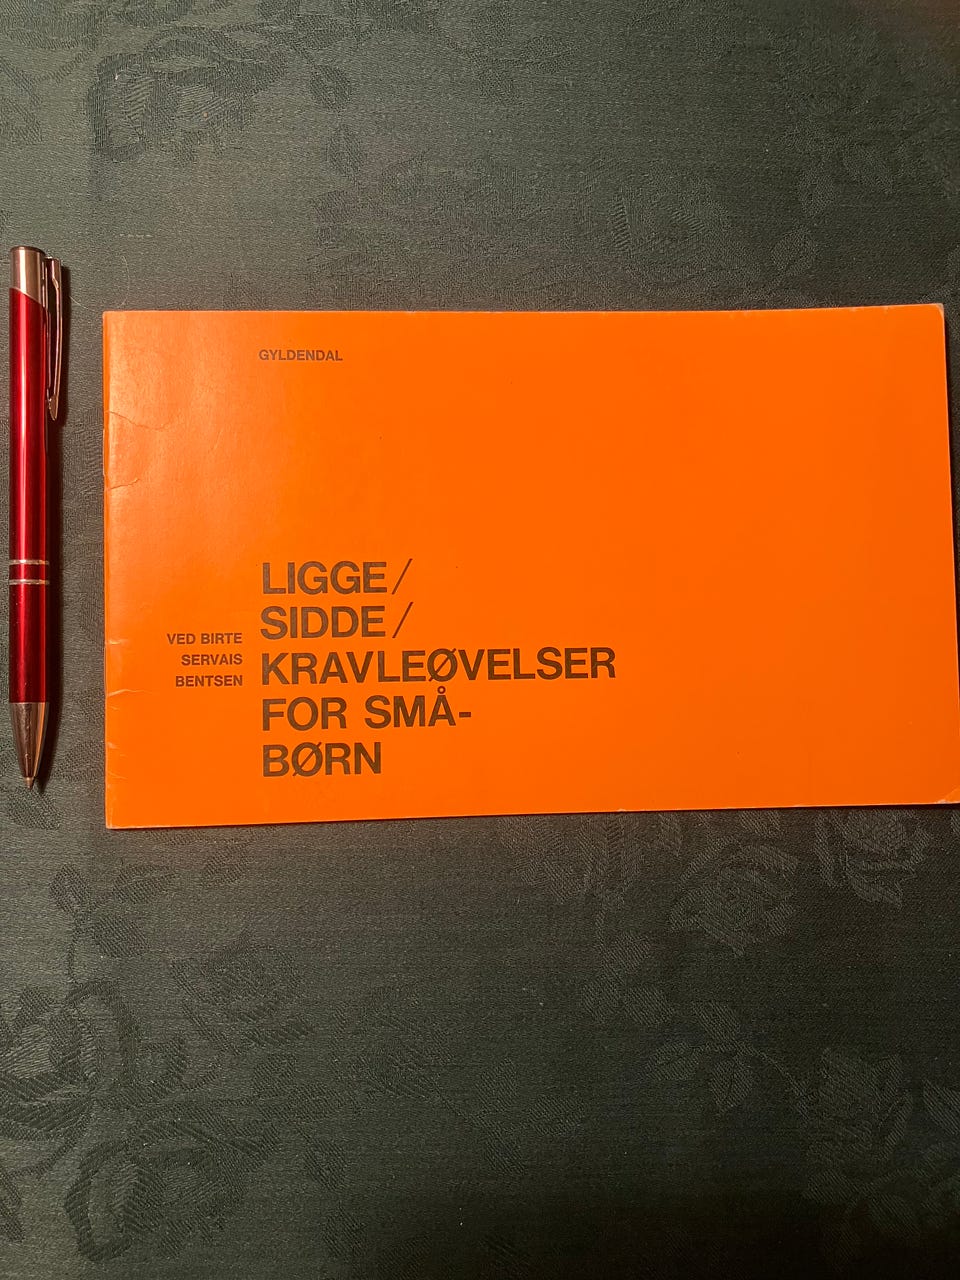 GYLDENDAL
VED BIRTE
SERVAIS
BENTSEN
LIGGE/
SIDDE/
KRAVLEØVELSER
FOR SMÅ-
BØRN